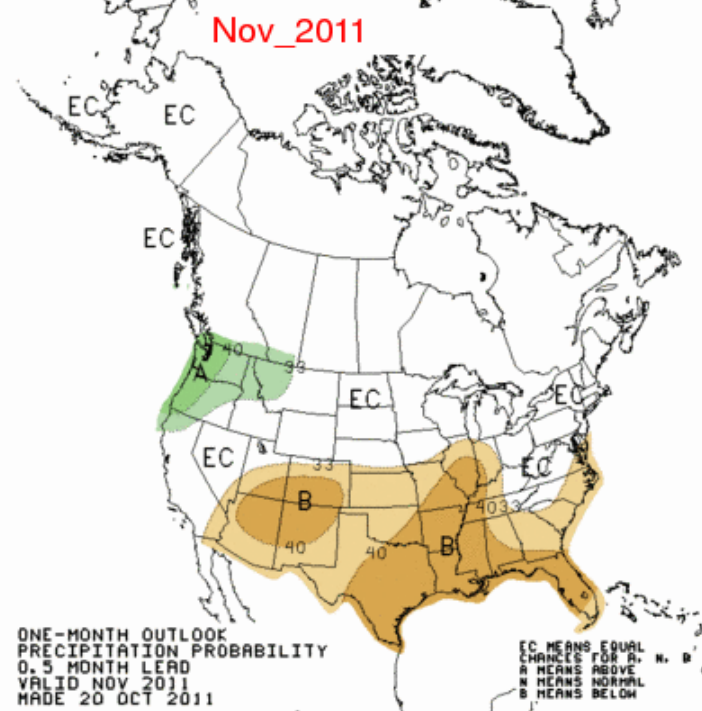 Nov_2011
EC
EC
EC
40
A
33
EC
EC
EC
33
B
EC
4033
40
40
B
ONE-MONTH OUTLOOK
PRECIPITATION PROBABILITY
0.5 MONTH LEAD
VALID NOV 2011
MADE 20 OCT 2011
EC MEANS EQUAL
CHANCES FOR A, N, B
A MEANS ABOVE
N MEANS NORMAL
B MEANS BELOW